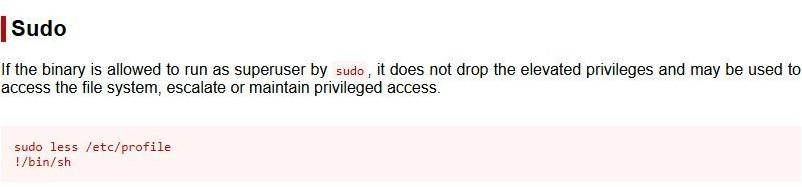 Sudo
If the binary is allowed to run as superuser by sudo, it does not drop the elevated privileges and may be used to
access the file system, escalate or maintain privileged access.
sudo less /etc/profile
!/bin/sh